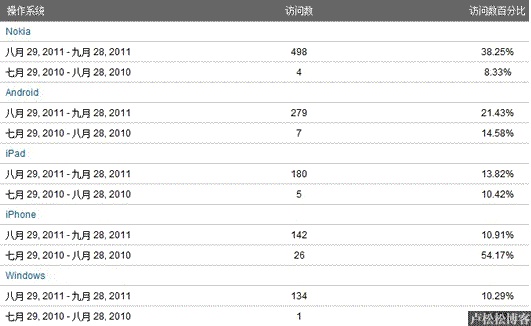 操作系统 访问数 访问数百分比
Nokia
八月 29, 2011 - 九月 28, 2011 498 38.25%
七月 29, 2010 - 八月 28, 2010 4 8.33%
Android
八月 29, 2011 - 九月 28, 2011 279 21.43%
七月 29, 2010 - 八月 28, 2010 7 14.58%
iPad
八月 29, 2011 - 九月 28, 2011 180 13.82%
七月 29, 2010 - 八月 28, 2010 5 10.42%
iPhone
八月 29, 2011 - 九月 28, 2011 142 10.91%
七月 29, 2010 - 八月 28, 2010 26 54.17%
Windows
八月 29, 2011 - 九月 28, 2011 134 10.29%
七月 29, 2010 - 八月 28, 2010 1
卢松松博客